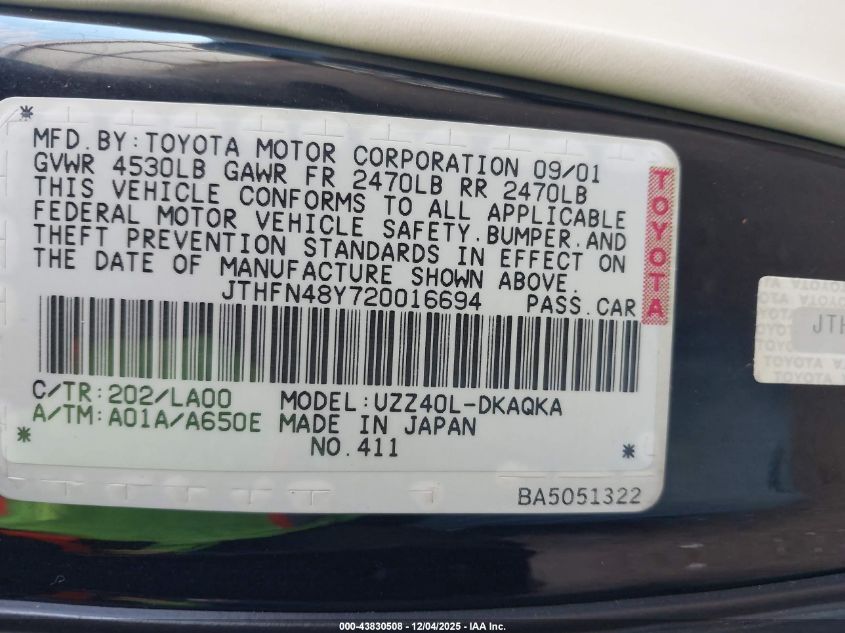 MFD. BY: TOYOTA MOTOR CORPORATION 09/01
GVWR 4530LB GAWR FR 2470LB RR 2470LB
THIS VEHICLE CONFORMS TO ALL APPLICABLE
FEDERAL MOTOR VEHICLE SAFETY, BUMPER, AND
THEFT PREVENTION STANDARDS IN EFFECT ON
THE DATE OF MANUFACTURE SHOWN ABOVE.
JTHFN48Y720016694 PASS. CAR
C/TR: 202/LA00 MODEL: UZZ40L-DKAQKA
A/TM: A01A/A650E MADE IN JAPAN
NO. 411
BA5051322
TOYOTA
JTH
TOYOTA
000-43830508 - 12/04/2025 - IAA Inc.